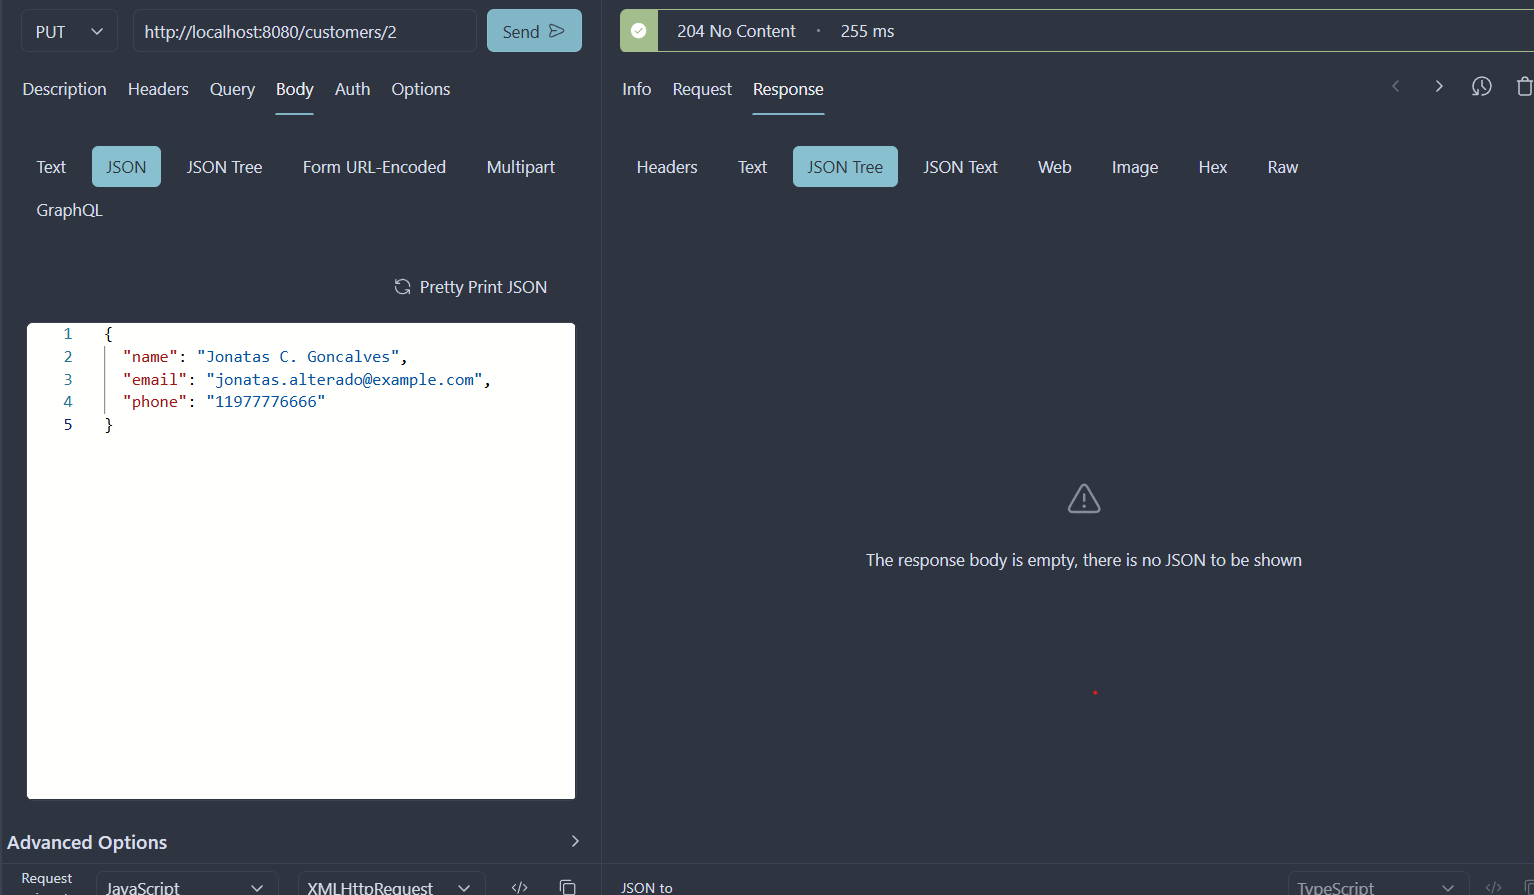 PUT http://localhost:8080/customers/2 Send
Description Headers Query Body Auth Options
Text JSON JSON Tree Form URL-Encoded Multipart
GraphQL
Pretty Print JSON
1 {
2 "name": "Jonatas C. Goncalves",
3 "email": "jonatas.alterado@example.com",
4 "phone": "11977776666"
5 }
Advanced Options
Request
JavaScript XMLHttpRequest
204 No Content · 255 ms
Info Request Response
Headers Text JSON Tree JSON Text Web Image Hex Raw
The response body is empty, there is no JSON to be shown
JSON to TypeScript